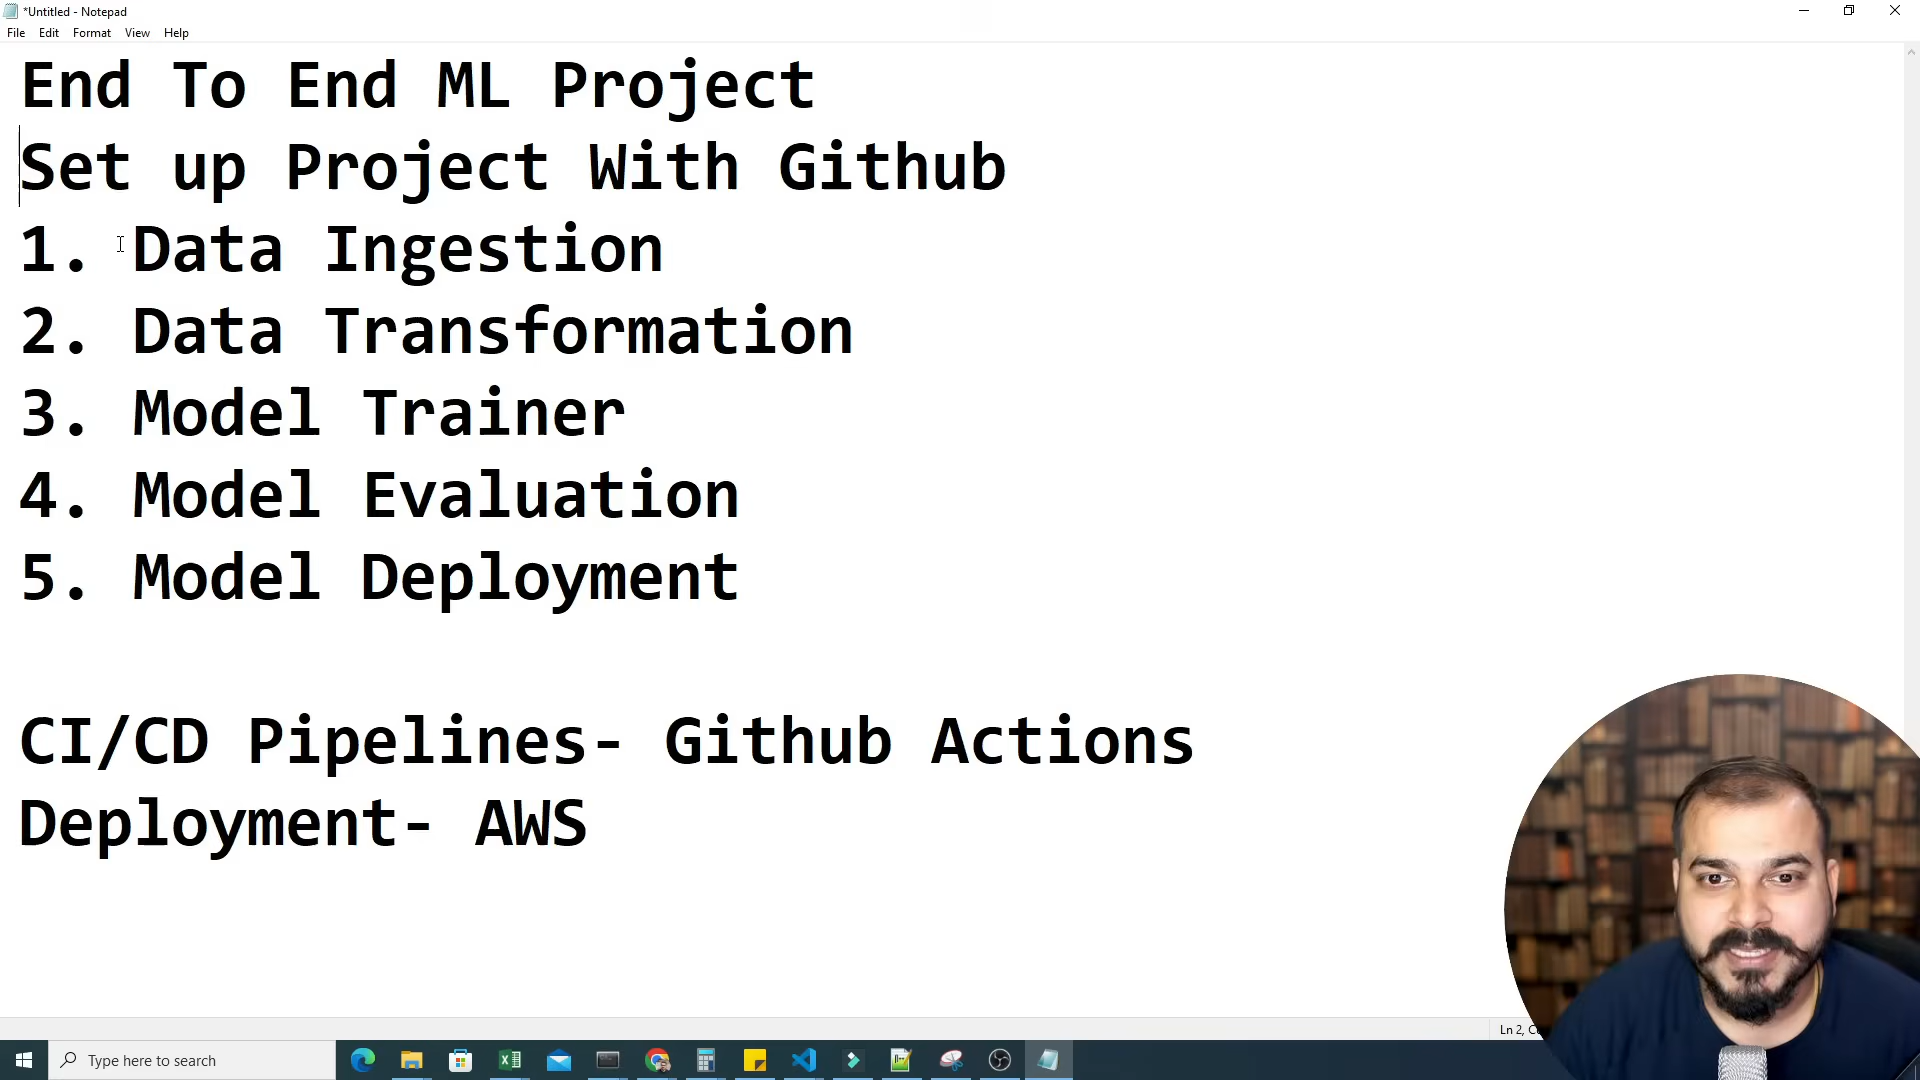 *Untitled - Notepad
File Edit Format View Help
End To End ML Project
Set up Project With Github
1. Data Ingestion
2. Data Transformation
3. Model Trainer
4. Model Evaluation
5. Model Deployment
CI/CD Pipelines- Github Actions
Deployment- AWS
Ln 2,
Type here to search